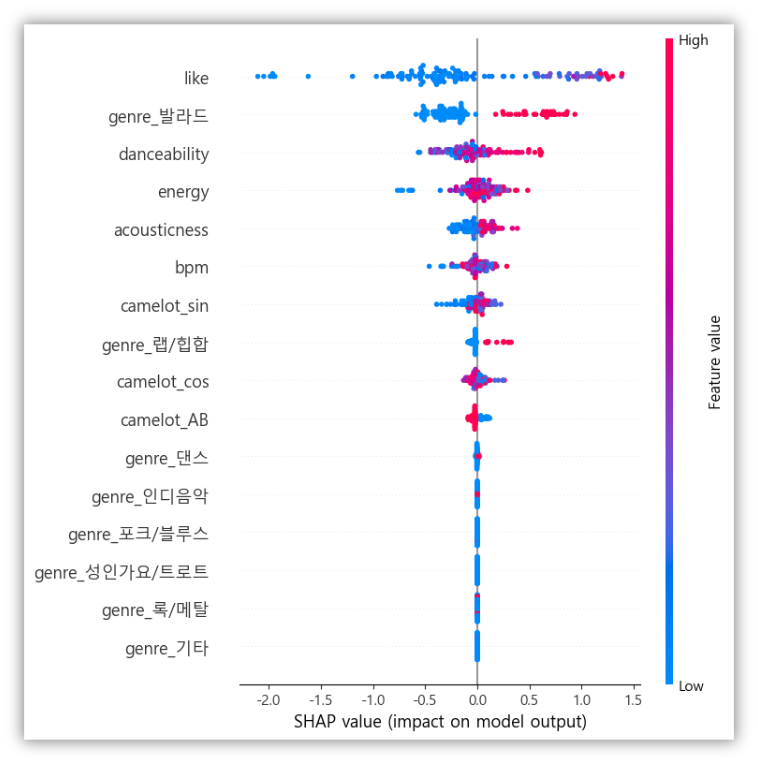 High
like
genre_발라드
danceability
energy
acousticness
bpm
camelot_sin
genre_랩/힙합
camelot_cos
camelot_AB
genre_댄스
genre_인디음악
genre_포크/블루스
genre_성인가요/트로트
genre_록/메탈
genre_기타
Feature value
Low
-2.0 -1.5 -1.0 -0.5 0.0 0.5 1.0 1.5
SHAP value (impact on model output)